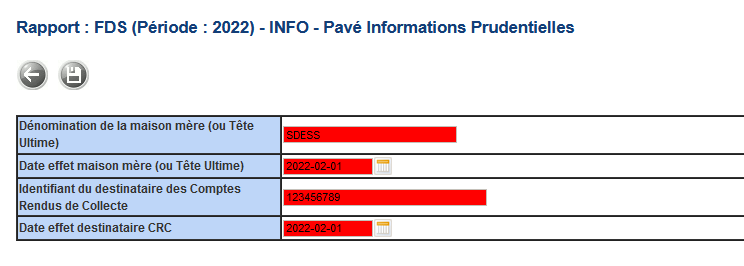 Rapport : FDS (Période : 2022) - INFO - Pavé Informations Prudentielles
Dénomination de la maison mère (ou Tête
Ultime)
SDESS
Date effet maison mère (ou Tête Ultime)
2022-02-01
Identifiant du destinataire des Comptes
Rendus de Collecte
123456789
Date effet destinataire CRC
2022-02-01